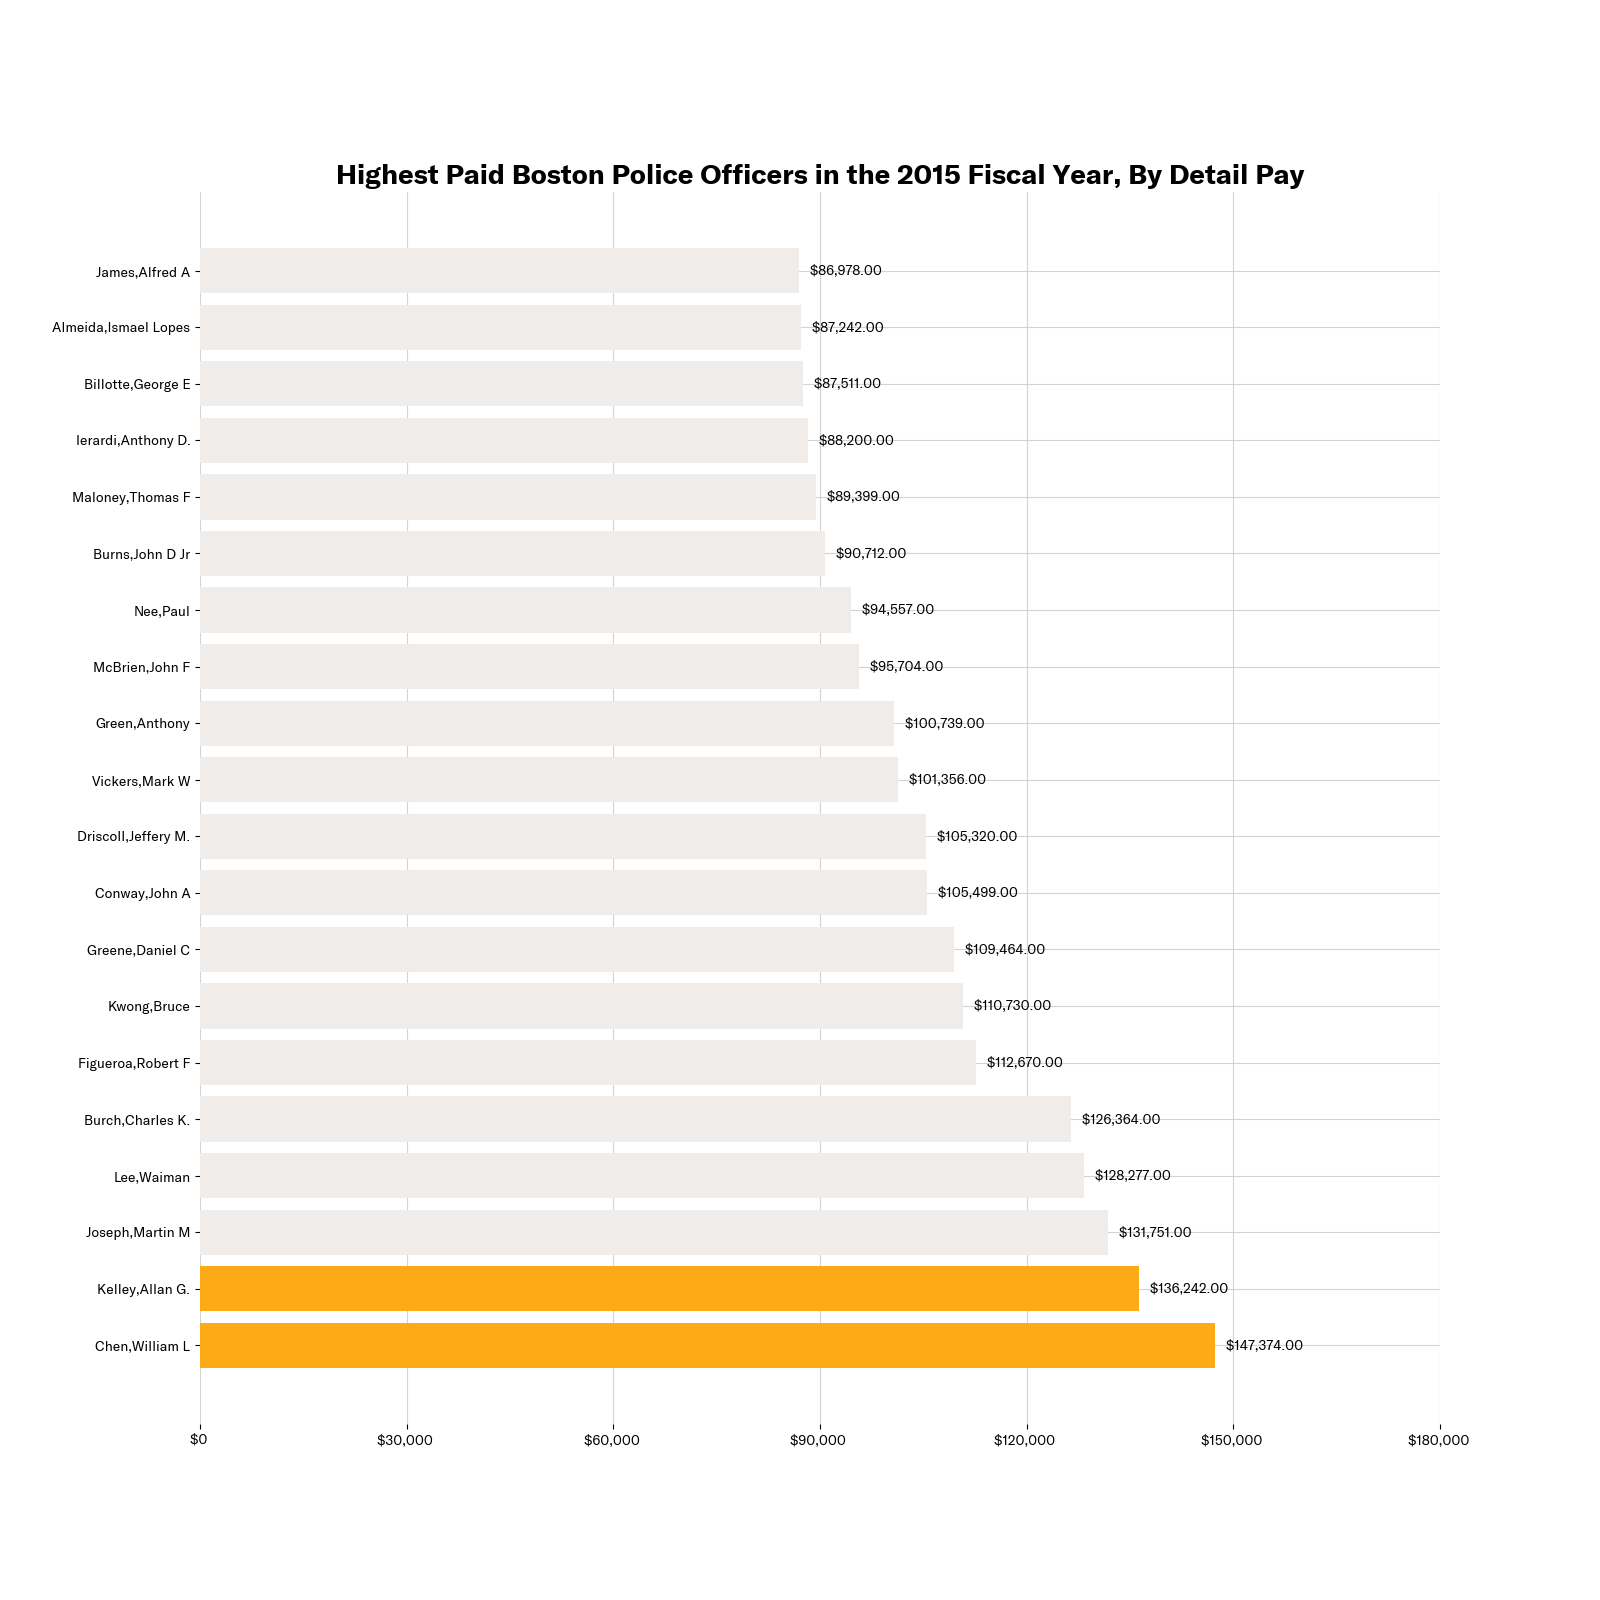 Highest Paid Boston Police Officers in the 2015 Fiscal Year, By Detail Pay
James,Alfred A $86,978.00
Almeida,Ismael Lopes $87,242.00
Billotte,George E $87,511.00
Ierardi,Anthony D. $88,200.00
Maloney,Thomas F $89,399.00
Burns,John D Jr $90,712.00
Nee,Paul $94,557.00
McBrien,John F $95,704.00
Green,Anthony $100,739.00
Vickers,Mark W $101,356.00
Driscoll,Jeffery M. $105,320.00
Conway,John A $105,499.00
Greene,Daniel C $109,464.00
Kwong,Bruce $110,730.00
Figueroa,Robert F $112,670.00
Burch,Charles K. $126,364.00
Lee,Waiman $128,277.00
Joseph,Martin M $131,751.00
Kelley,Allan G. $136,242.00
Chen,William L $147,374.00
$0 $30,000 $60,000 $90,000 $120,000 $150,000 $180,000